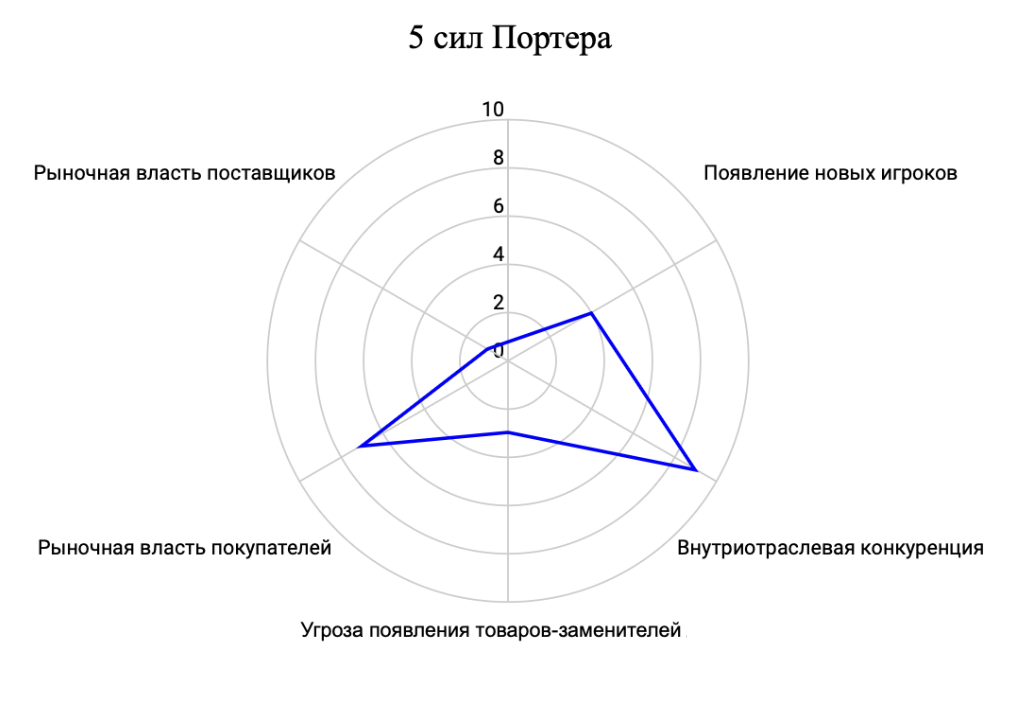 5 сил Портера
10
8
6
4
2
0
Рыночная власть поставщиков
Появление новых игроков
Рыночная власть покупателей
Внутриотраслевая конкуренция
Угроза появления товаров-заменителей